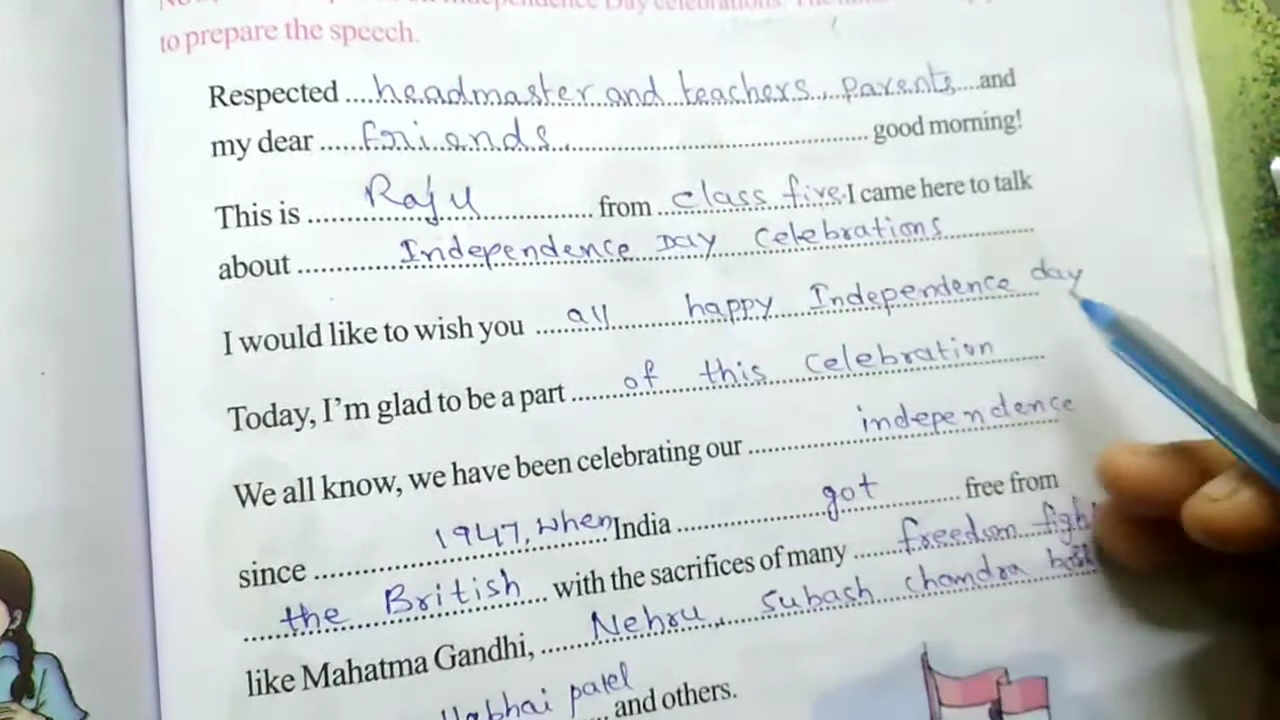 Independence Day celebrations.
to prepare the speech.
Respected headmaster and teachers, parents and
my dear friends, good morning!
This is Raju from class five. I came here to talk
about Independence Day celebrations
I would like to wish you all happy Independence day
Today, I'm glad to be a part of this celebration
We all know, we have been celebrating our independence
since 1947, when India got free from
the British with the sacrifices of many freedom
like Mahatma Gandhi, Nehru, subash chandra
patel and others.